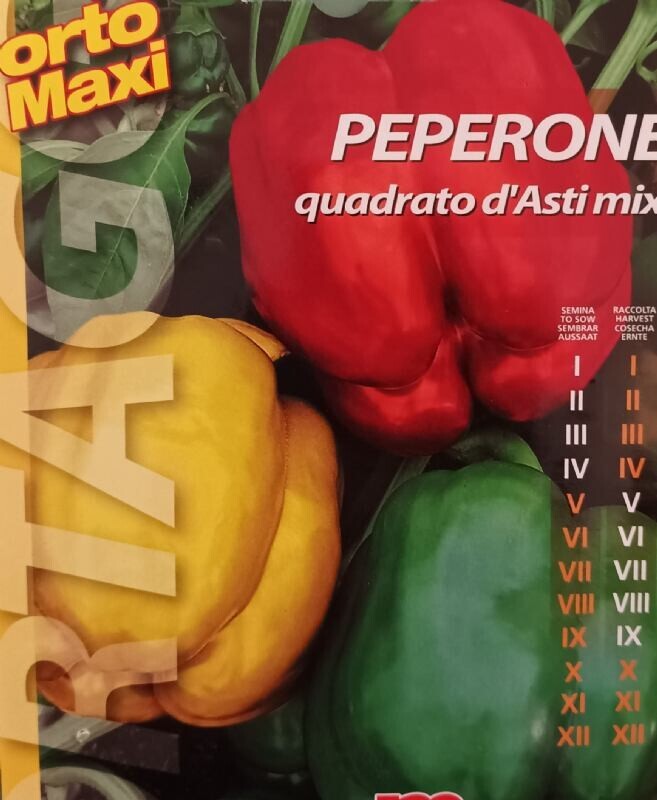 orto
Maxi
PEPERONE
quadrato d'Asti mix
SEMINA
TO SOW
SEMBRAR
AUSSAAT
RACCOLTA
HARVEST
COSECHA
ERNTE
I I
II II
III III
IV IV
V V
VI VI
VII VII
VIII VIII
IX IX
X X
XI XI
XII XII
RTAGO